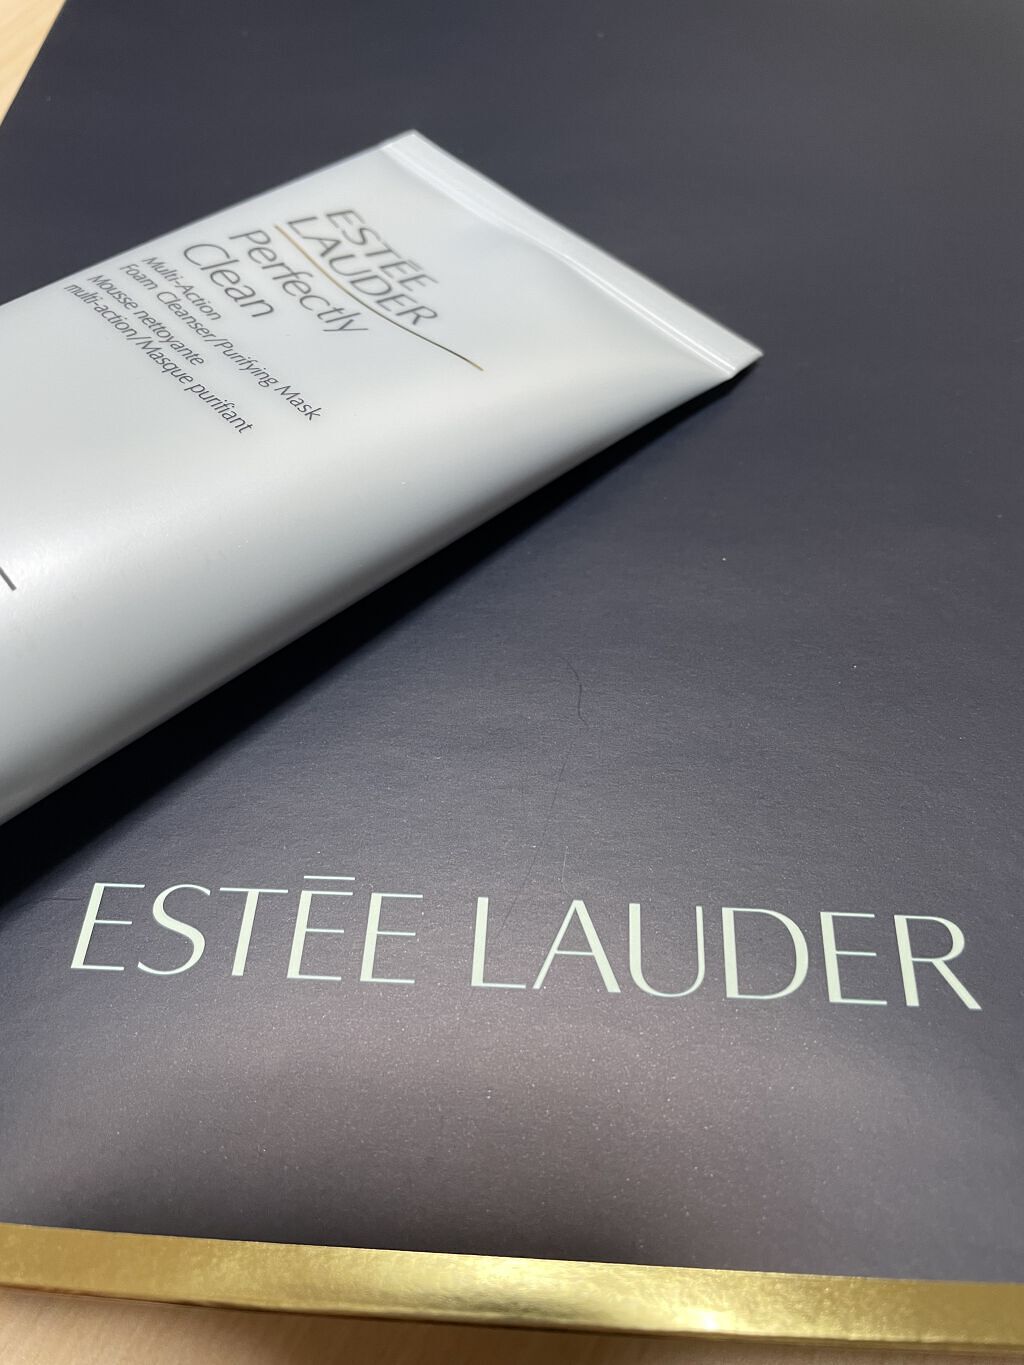 ESTĒE
LAUDER
Perfectly
Clean
Multi-Action
Foam Cleanser/Purifying Mask
Mousse nettoyante
multi-action/Masque purifiant
ESTĒE LAUDER